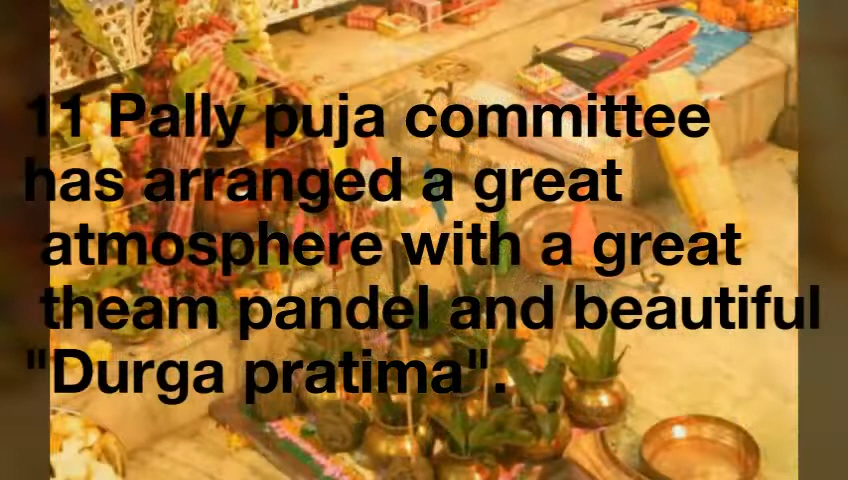 11 Pally puja committee
has arranged a great
atmosphere with a great
theam pandel and beautiful
"Durga pratima".